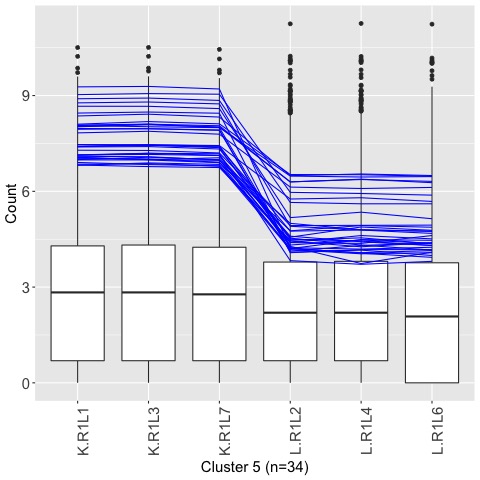 Count
9
6
3
0
K.R1L1
K.R1L3
K.R1L7
L.R1L2
L.R1L4
L.R1L6
Cluster 5 (n=34)